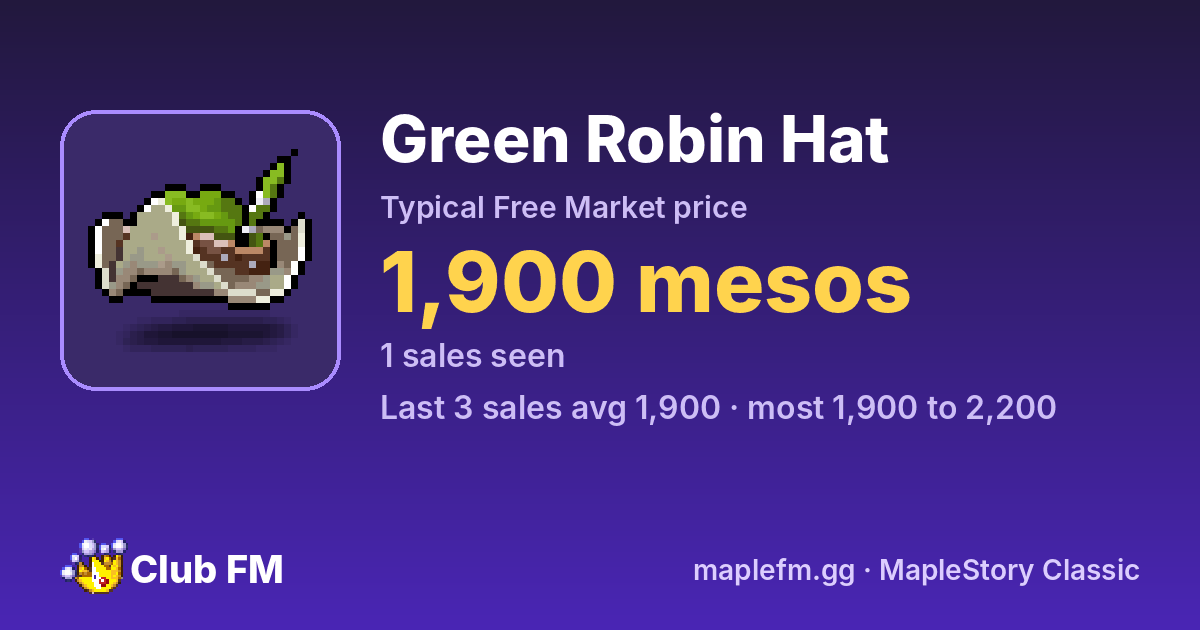 Green Robin Hat
Typical Free Market price
1,900 mesos
1 sales seen
Last 3 sales avg 1,900 · most 1,900 to 2,200
Club FM
maplefm.gg · MapleStory Classic